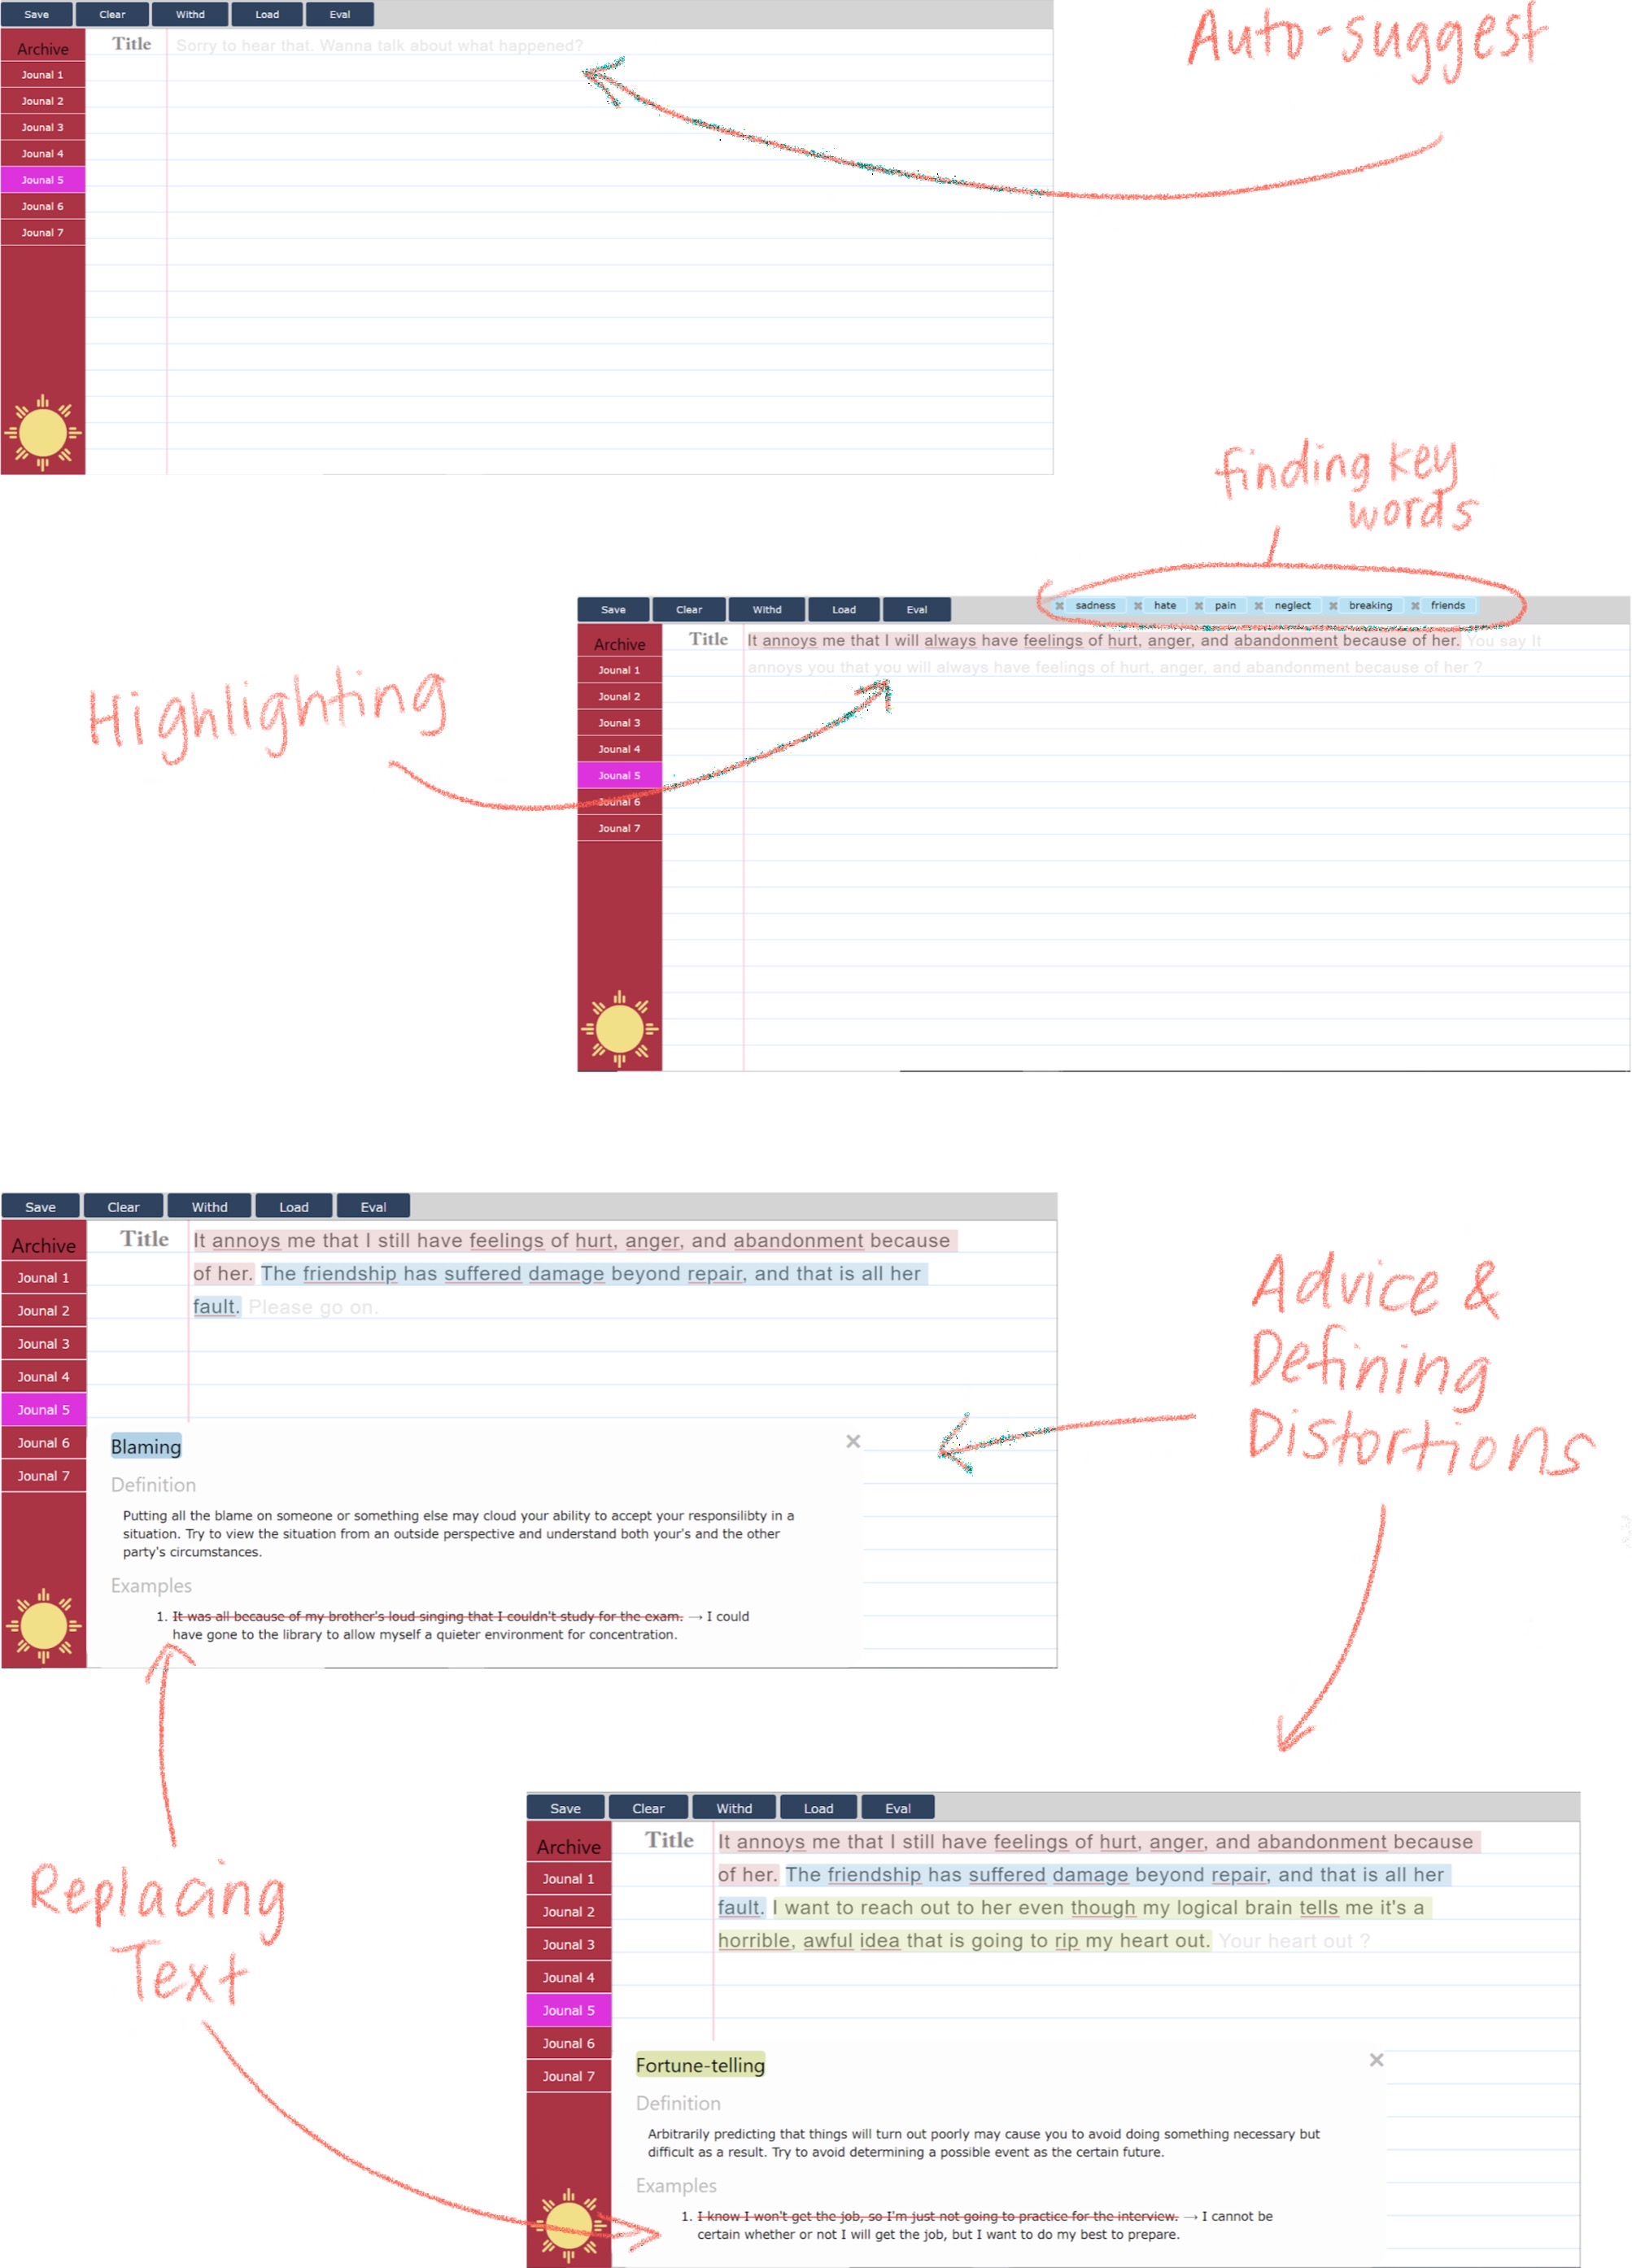 Save Clear Withd Load Eval
Auto-suggest
Archive
Title Sorry to hear that. Wanna talk about what happened?
Jounal 1
Jounal 2
Jounal 3
Jounal 4
Jounal 5
Jounal 6
Jounal 7
finding key
words
Save Clear Withd Load Eval × sadness × hate × pain × neglect × breaking × friends
Archive
Title It annoys me that I will always have feelings of hurt, anger, and abandonment because of her. You say It
annoys you that you will always have feelings of hurt, anger, and abandonment because of her ?
Jounal 1
Jounal 2
Jounal 3
Jounal 4
Jounal 5
Jounal 6
Jounal 7
Highlighting
Save Clear Withd Load Eval
Archive
Title It annoys me that I still have feelings of hurt, anger, and abandonment because
of her. The friendship has suffered damage beyond repair, and that is all her
fault. Please go on.
Jounal 1
Jounal 2
Jounal 3
Jounal 4
Jounal 5
Jounal 6
Jounal 7
Blaming ×
Definition
Putting all the blame on someone or something else may cloud your ability to accept your responsilibty in a
situation. Try to view the situation from an outside perspective and understand both your's and the other
party's circumstances.
Examples
1. It was all because of my brother's loud singing that I couldn't study for the exam. → I could
have gone to the library to allow myself a quieter environment for concentration.
Advice &
Defining
Distortions
Replacing
Text
Save Clear Withd Load Eval
Archive
Title It annoys me that I still have feelings of hurt, anger, and abandonment because
of her. The friendship has suffered damage beyond repair, and that is all her
fault. I want to reach out to her even though my logical brain tells me it's a
horrible, awful idea that is going to rip my heart out. Your heart out ?
Jounal 1
Jounal 2
Jounal 3
Jounal 4
Jounal 5
Jounal 6
Jounal 7
Fortune-telling ×
Definition
Arbitrarily predicting that things will turn out poorly may cause you to avoid doing something necessary but
difficult as a result. Try to avoid determining a possible event as the certain future.
Examples
1. I know I won't get the job, so I'm just not going to practice for the interview. → I cannot be
certain whether or not I will get the job, but I want to do my best to prepare.